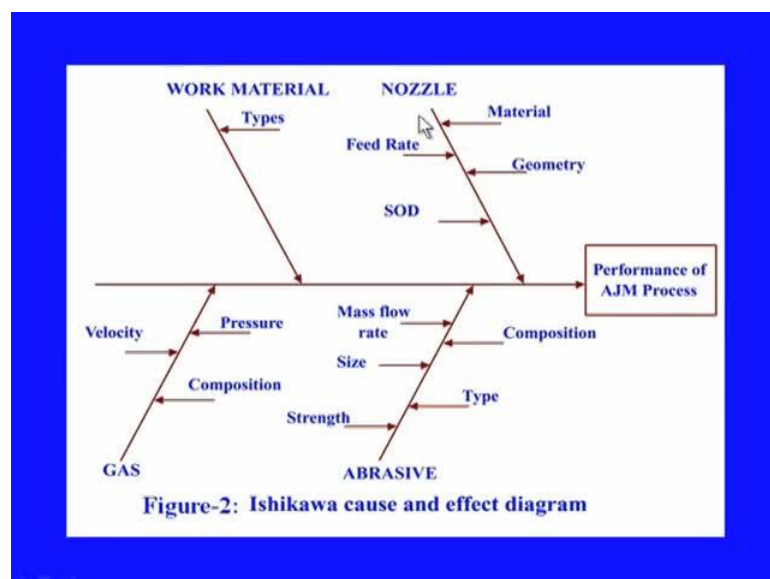 WORK MATERIAL
NOZZLE
Types
Material
Feed Rate
Geometry
SOD
Performance of
AJM Process
Velocity
Pressure
Composition
Mass flow
rate
Composition
Size
Type
Strength
GAS
ABRASIVE
Figure-2: Ishikawa cause and effect diagram